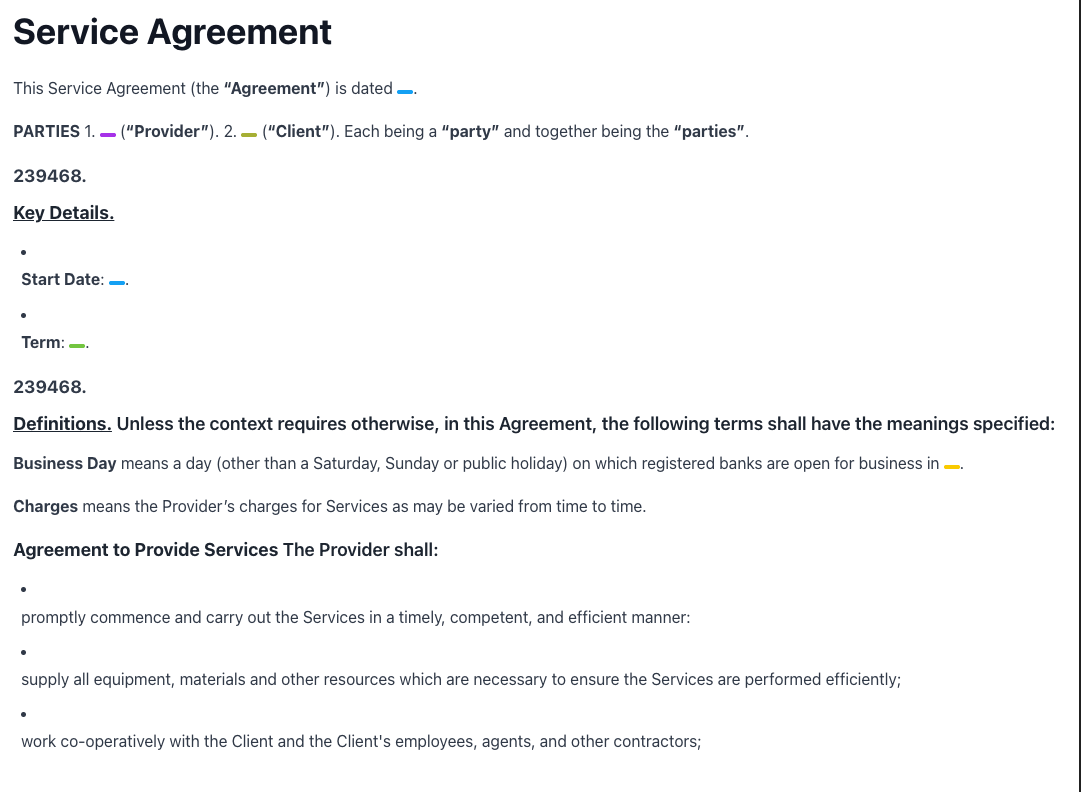 Service Agreement
This Service Agreement (the “Agreement”) is dated .
PARTIES 1. (“Provider”). 2. (“Client”). Each being a “party” and together being the “parties”.
239468.
Key Details.
•
Start Date: .
•
Term: .
239468.
Definitions. Unless the context requires otherwise, in this Agreement, the following terms shall have the meanings specified:
Business Day means a day (other than a Saturday, Sunday or public holiday) on which registered banks are open for business in .
Charges means the Provider’s charges for Services as may be varied from time to time.
Agreement to Provide Services The Provider shall:
•
promptly commence and carry out the Services in a timely, competent, and efficient manner:
•
supply all equipment, materials and other resources which are necessary to ensure the Services are performed efficiently;
•
work co-operatively with the Client and the Client's employees, agents, and other contractors;